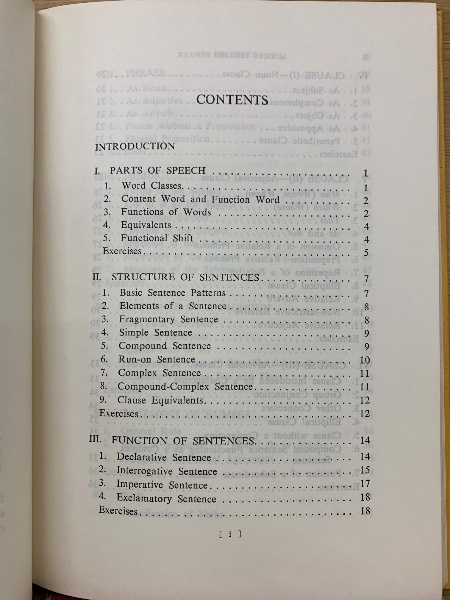 CONTENTS
INTRODUCTION
I. PARTS OF SPEECH . . . . . . . . . . . . . . . . . . . . 1
1. Word Classes. . . . . . . . . . . . . . . . . . . . . . . . 1
2. Content Word and Function Word . . . . . . . . . . 2
3. Functions of Words . . . . . . . . . . . . . . . . . . . 2
4. Equivalents . . . . . . . . . . . . . . . . . . . . . . . . 4
5. Functional Shift . . . . . . . . . . . . . . . . . . . . . 4
Exercises. . . . . . . . . . . . . . . . . . . . . . . . . . . 5
II. STRUCTURE OF SENTENCES. . . . . . . . . . . . . . 7
1. Basic Sentence Patterns . . . . . . . . . . . . . . . . . 7
2. Elements of a Sentence . . . . . . . . . . . . . . . . . 8
3. Fragmentary Sentence . . . . . . . . . . . . . . . . . . 8
4. Simple Sentence . . . . . . . . . . . . . . . . . . . . . 9
5. Compound Sentence . . . . . . . . . . . . . . . . . . . 9
6. Run-on Sentence . . . . . . . . . . . . . . . . . . . . . 10
7. Complex Sentence . . . . . . . . . . . . . . . . . . . . 11
8. Compound-Complex Sentence. . . . . . . . . . . . . . 11
9. Clause Equivalents. . . . . . . . . . . . . . . . . . . . 12
Exercises. . . . . . . . . . . . . . . . . . . . . . . . . . . 12
III. FUNCTION OF SENTENCES. . . . . . . . . . . . . . . 14
1. Declarative Sentence . . . . . . . . . . . . . . . . . . 14
2. Interrogative Sentence . . . . . . . . . . . . . . . . . 15
3. Imperative Sentence . . . . . . . . . . . . . . . . . . . 17
4. Exclamatory Sentence . . . . . . . . . . . . . . . . . . 18
Exercises. . . . . . . . . . . . . . . . . . . . . . . . . . . 18
[ i ]